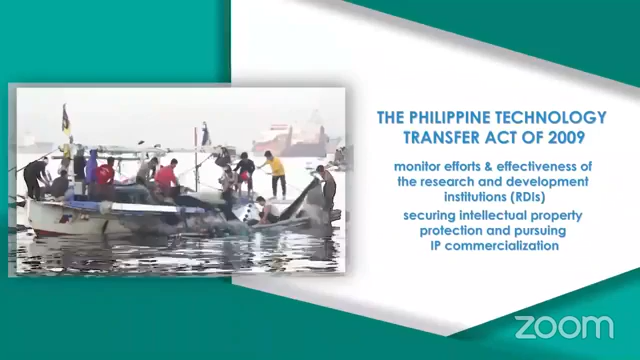 THE PHILIPPINE TECHNOLOGY
TRANSFER ACT OF 2009
monitor efforts & effectiveness of
the research and development
institutions (RDIs)
securing intellectual property
protection and pursuing
IP commercialization
zoom